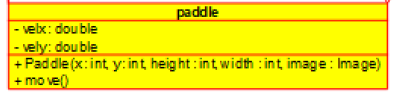 paddle
- velx: double
- vely: double
+ Paddle(x: int, y: int, height : int, width : int, image : Image)
+ move()